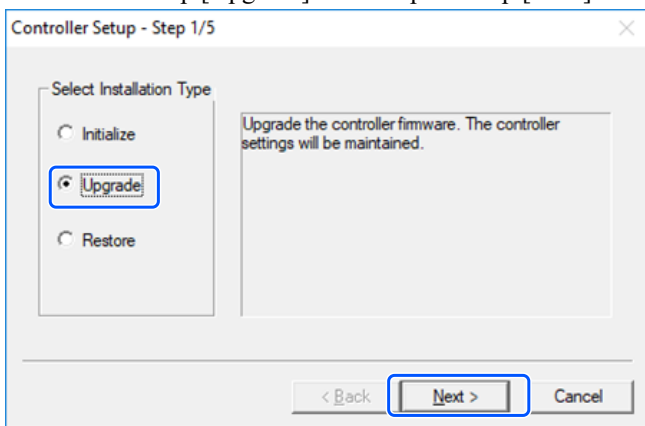 Controller Setup - Step 1/5
Select Installation Type
Initialize
Upgrade
Restore
Upgrade the controller firmware. The controller
settings will be maintained.
< Back
Next >
Cancel